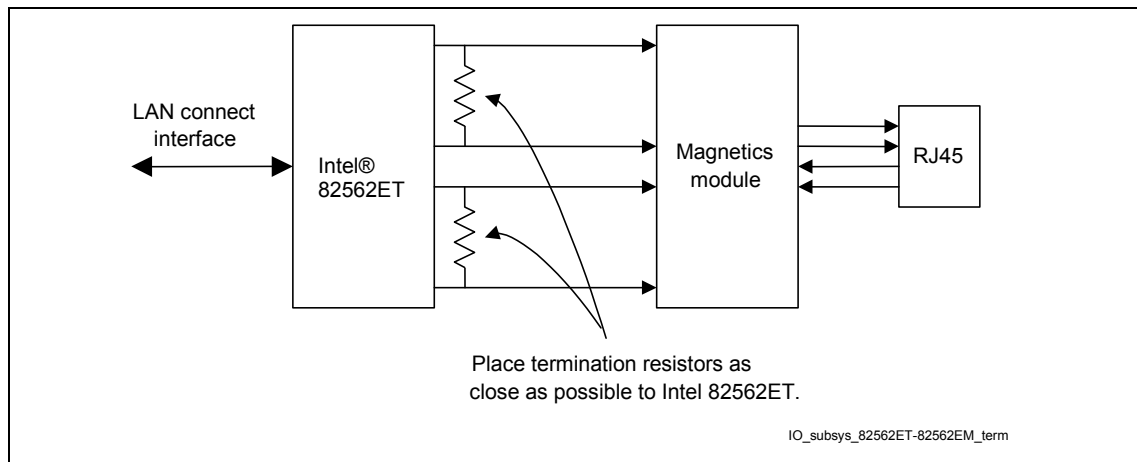 LAN connect
interface
Intel®
82562ET
Magnetics
module
RJ45
Place termination resistors as
close as possible to Intel 82562ET.
IO_subsys_82562ET-82562EM_term